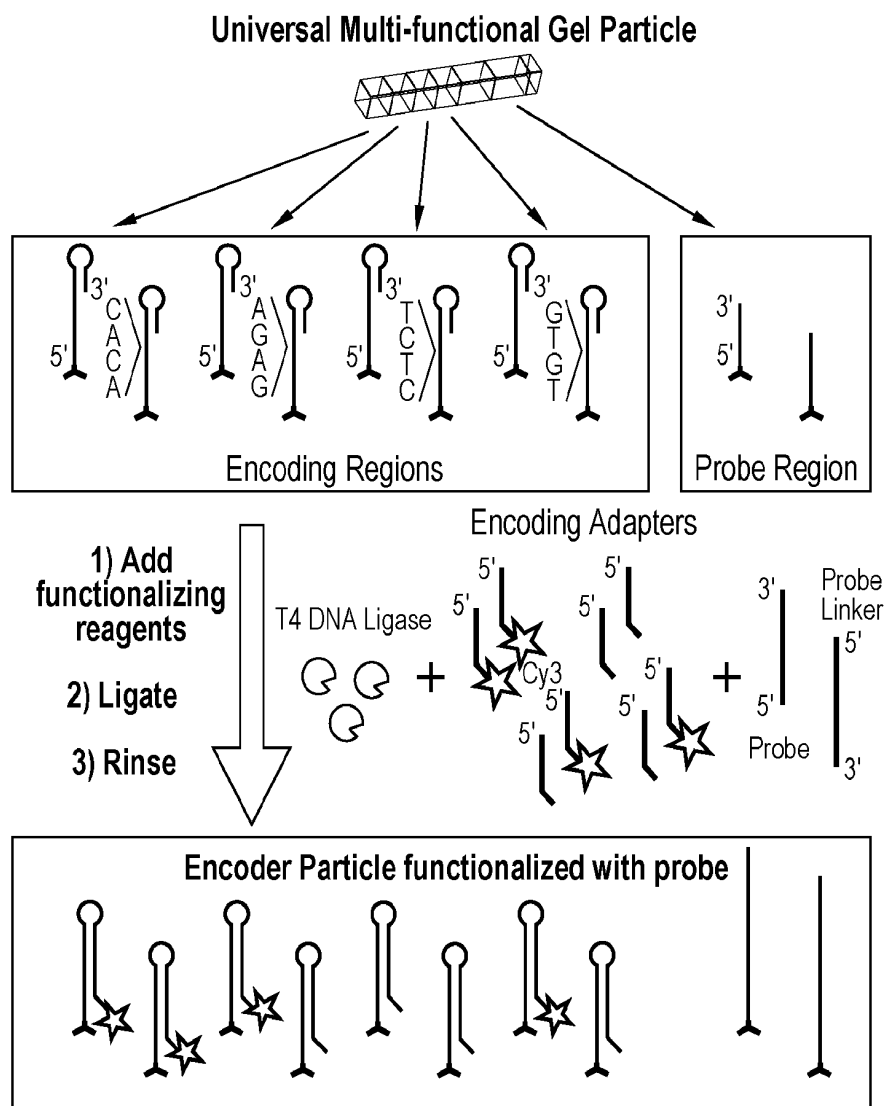 Universal Multi-functional Gel Particle
3' 3' 3' 3' 3'
C A T G
A G C T
C A T G
A G C T
5' 5' 5' 5' 5'
Encoding Regions
Probe Region
1) Add
functionalizing
reagents
2) Ligate
3) Rinse
T4 DNA Ligase
+
Encoding Adapters
5' 5'
5' 5'
Cy3
5' 5' 5'
5'
+
3'
5'
Probe
Probe
Linker
5'
3'
Encoder Particle functionalized with probe